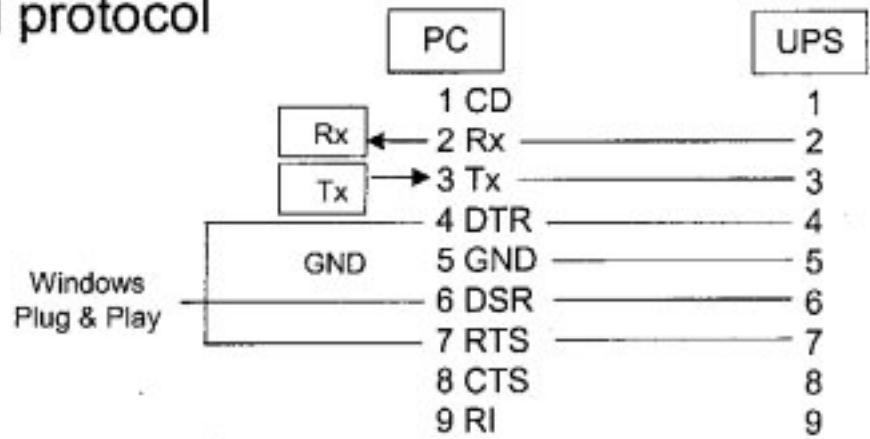 protocol
PC UPS
1 CD 1
Rx 2 Rx 2
Tx 3 Tx 3
4 DTR 4
GND 5 GND 5
Windows
Plug & Play
6 DSR 6
7 RTS 7
8 CTS 8
9 RI 9